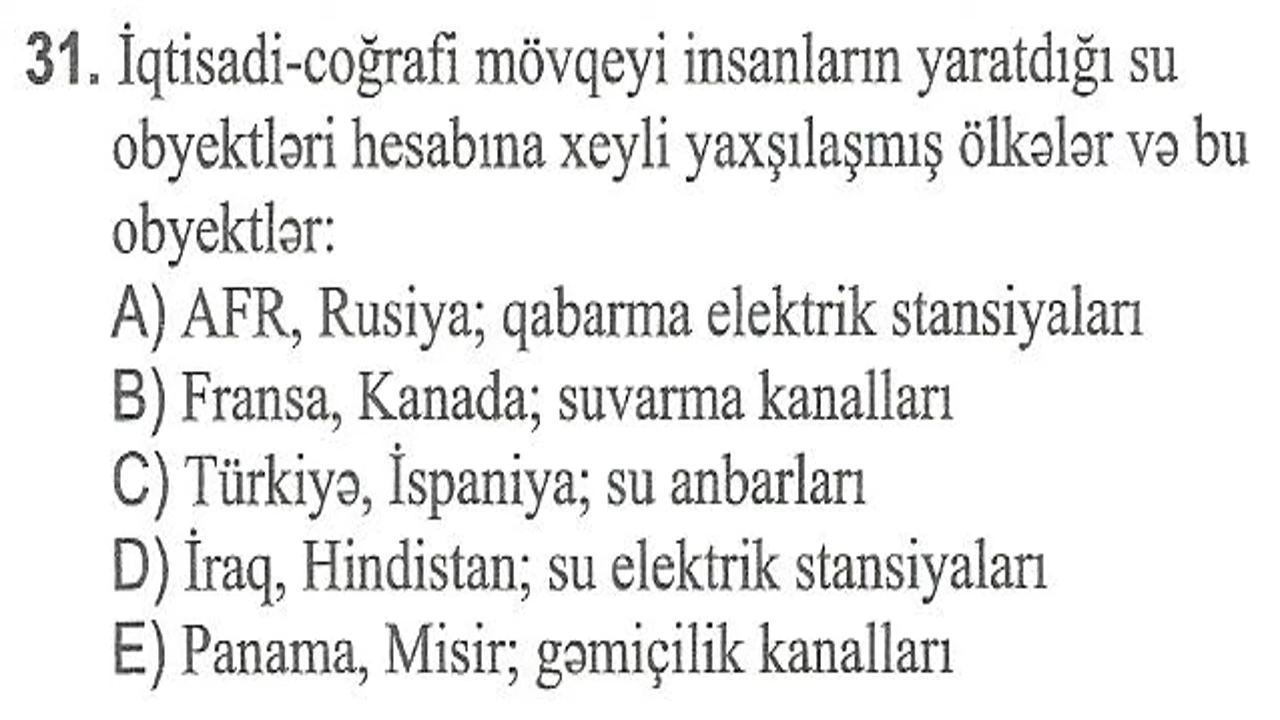 31. İqtisadi-coğrafi mövqeyi insanların yaratdığı su
obyektləri hesabına xeyli yaxşılaşmış ölkələr və bu
obyektlər:
A) AFR, Rusiya; qabarma elektrik stansiyaları
B) Fransa, Kanada; suvarma kanalları
C) Türkiyə, İspaniya; su anbarları
D) İraq, Hindistan; su elektrik stansiyaları
E) Panama, Misir; gəmiçilik kanalları